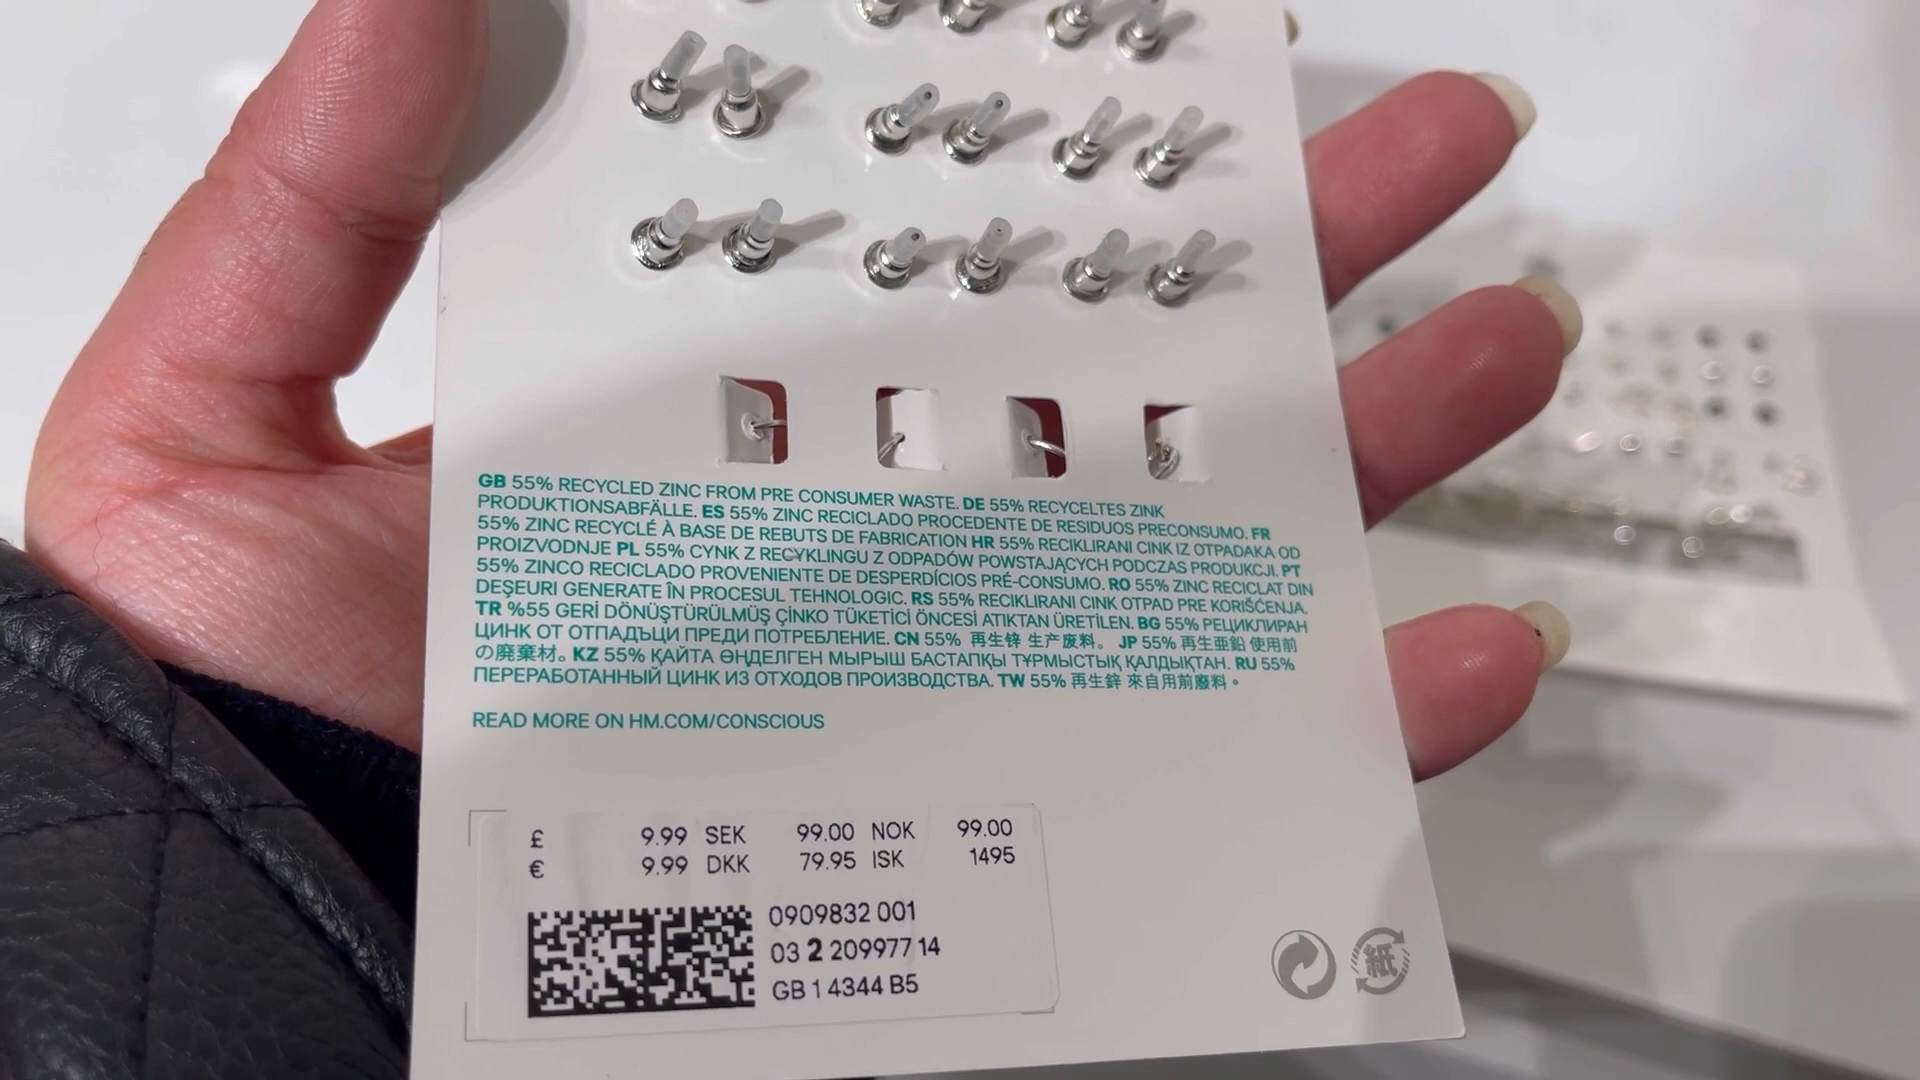 GB 55% RECYCLED ZINC FROM PRE CONSUMER WASTE. DE 55% RECYCELTES ZINK
PRODUKTIONSABFÄLLE. ES 55% ZINC RECICLADO PROCEDENTE DE RESIDUOS PRECONSUMO. FR
55% ZINC RECYCLÉ À BASE DE REBUTS DE FABRICATION HR 55% RECIKLIRANI CINK IZ OTPADAKA OD
PROIZVODNJE PL 55% CYNK Z RECYKLINGU Z ODPADÓW POWSTAJĄCYCH PODCZAS PRODUKCJI. PT
55% ZINCO RECICLADO PROVENIENTE DE DESPERDÍCIOS PRÉ-CONSUMO. RO 55% ZINC RECICLAT DIN
DEŞEURI GENERATE ÎN PROCESUL TEHNOLOGIC. RS 55% RECIKLIRANI CINK OTPAD PRE KORIŠĆENJA.
TR %55 GERİ DÖNÜŞTÜRÜLMÜŞ ÇİNKO TÜKETİCİ ÖNCESİ ATIKTAN ÜRETİLEN. BG 55% РЕЦИКЛИРАН
ЦИНК ОТ ОТПАДЪЦИ ПРЕДИ ПОТРЕБЛЕНИЕ. CN 55% 再生锌 生产废料。 JP 55% 再生亜鉛 使用前
の廃棄材。KZ 55% ҚАЙТА ӨҢДЕЛГЕН МЫРЫШ БАСТАПҚЫ ТҰРМЫСТЫҚ ҚАЛДЫҚТАН. RU 55%
ПЕРЕРАБОТАННЫЙ ЦИНК ИЗ ОТХОДОВ ПРОИЗВОДСТВА. TW 55% 再生鋅 來自用前廢料。
READ MORE ON HM.COM/CONSCIOUS
£ 9.99 SEK 99.00 NOK 99.00
€ 9.99 DKK 79.95 ISK 1495
0909832 001
03 2 209977 14
GB 1 4344 B5
紙